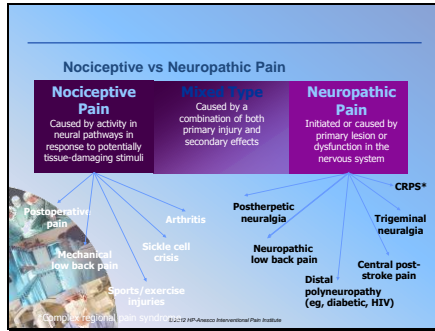 Nociceptive vs Neuropathic Pain
Nociceptive
Pain
Caused by activity in
neural pathways in
response to potentially
tissue-damaging stimuli
Mixed Type
Caused by a
combination of both
primary injury and
secondary effects
Neuropathic
Pain
Initiated or caused by
primary lesion or
dysfunction in the
nervous system
Postoperative
pain
Mechanical
low back pain
Sports/exercise
injuries
Sickle cell
crisis
Arthritis
Postherpetic
neuralgia
Neuropathic
low back pain
Distal
polyneuropathy
(eg, diabetic, HIV)
Central post-
stroke pain
Trigeminal
neuralgia
CRPS*
*Complex regional pain syndrome
©2012 HP-Anesco Interventional Pain Institute